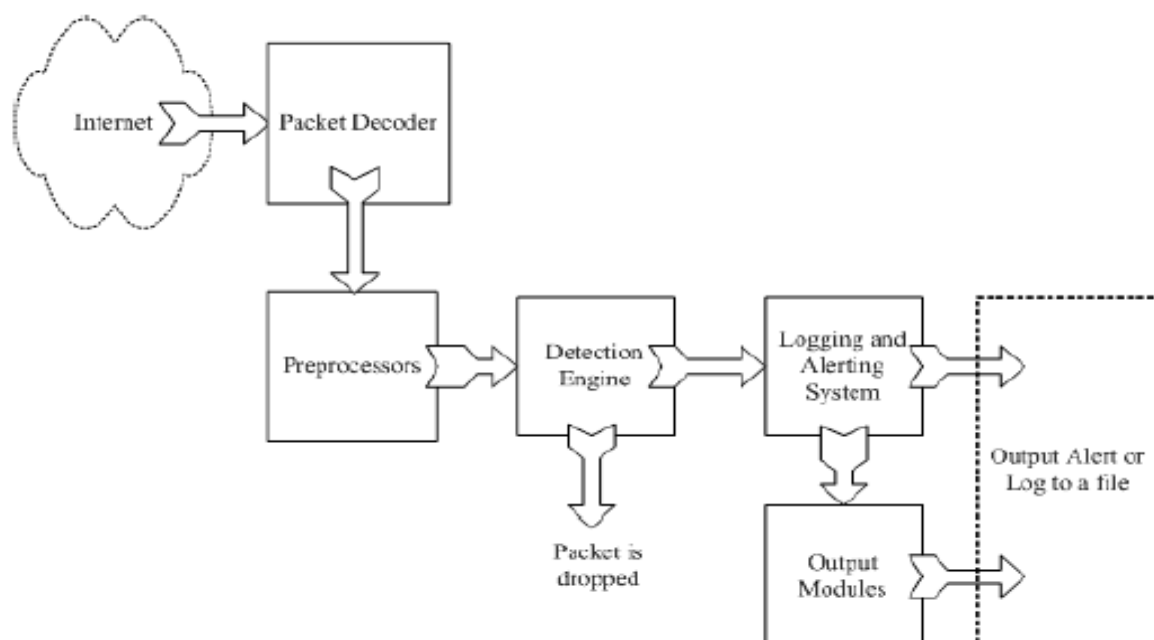 Internet
Packet Decoder
Preprocessors
Detection
Engine
Logging and
Alerting
System
Output Alert or
Log to a file
Packet is
dropped
Output
Modules